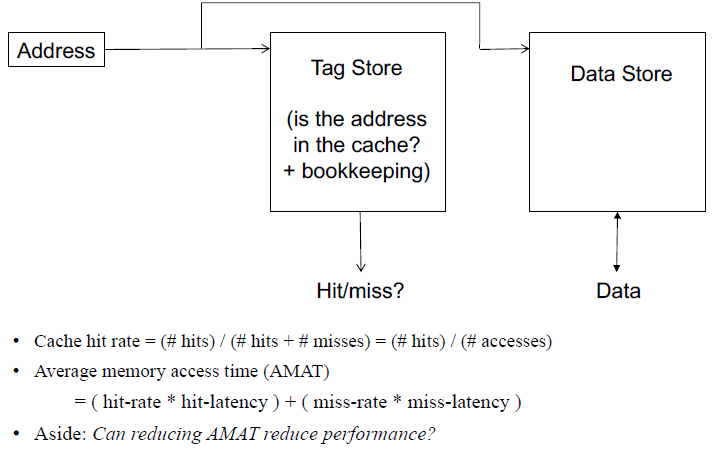 Address
Tag Store
(is the address
in the cache?
+ bookkeeping)
Data Store
Hit/miss?
Data
• Cache hit rate = (# hits) / (# hits + # misses) = (# hits) / (# accesses)
• Average memory access time (AMAT)
= ( hit-rate * hit-latency ) + ( miss-rate * miss-latency )
• Aside: Can reducing AMAT reduce performance?